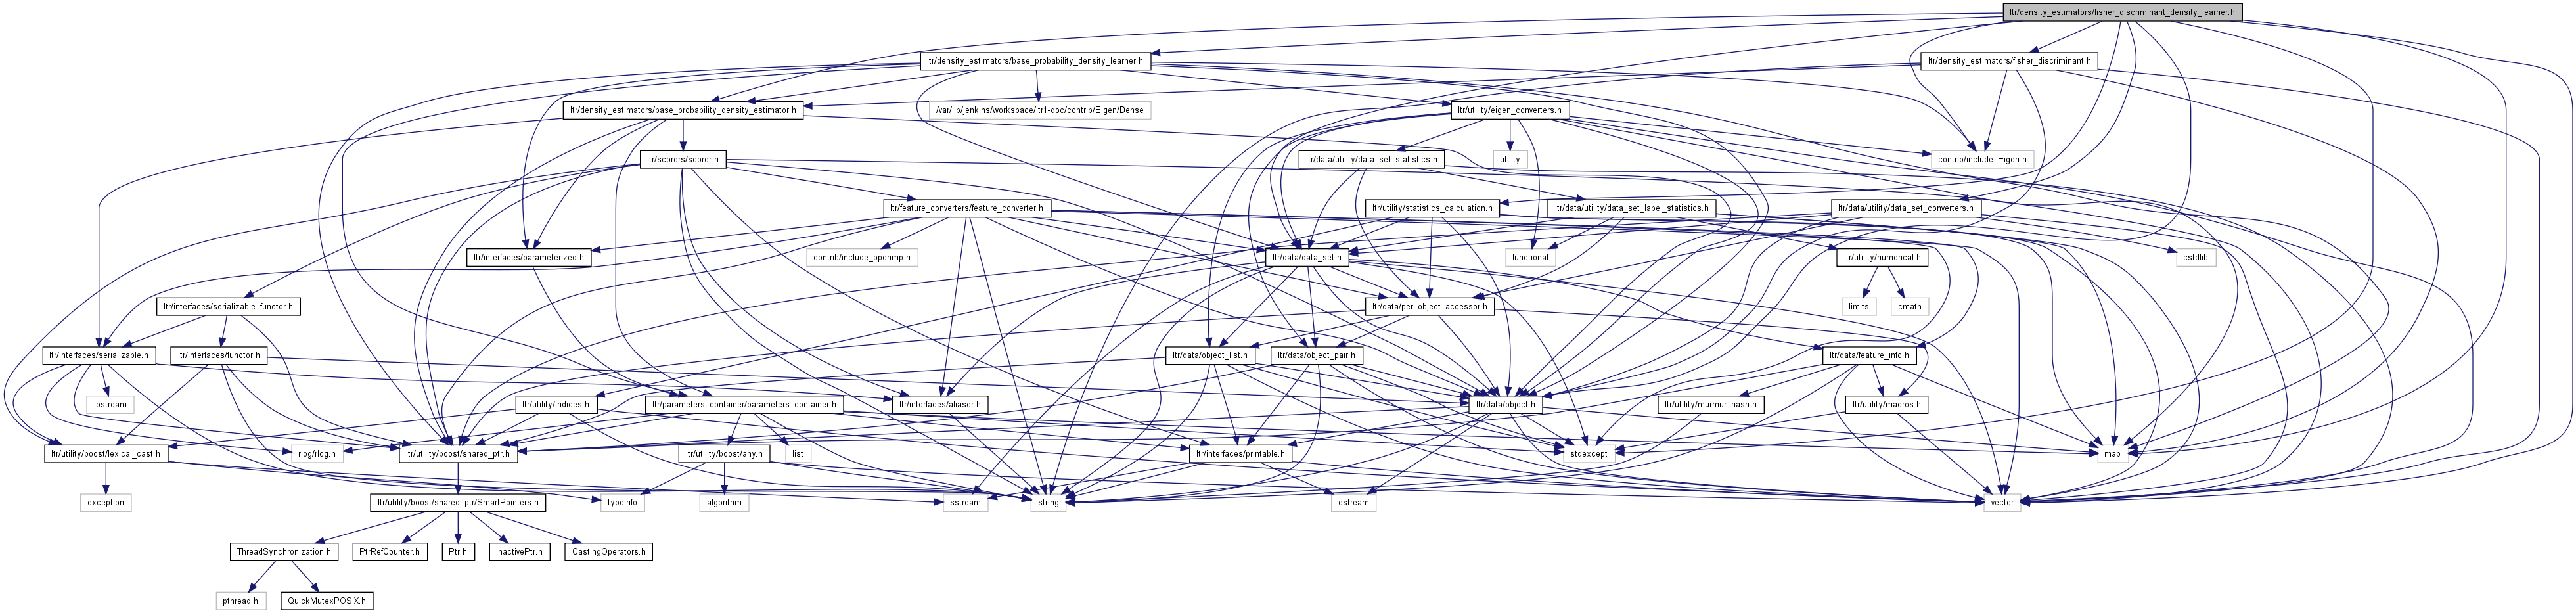 ltr/density_estimators/fisher_discriminant_density_learner.h
ltr/density_estimators/base_probability_density_learner.h
ltr/density_estimators/fisher_discriminant.h
ltr/density_estimators/base_probability_density_estimator.h
/var/lib/jenkins/workspace/ltr1-doc/contrib/Eigen/Dense
ltr/utility/eigen_converters.h
ltr/scorers/scorer.h
ltr/data/utility/data_set_statistics.h
utility
contrib/include_Eigen.h
ltr/feature_converters/feature_converter.h
ltr/utility/statistics_calculation.h
ltr/data/utility/data_set_label_statistics.h
ltr/data/utility/data_set_converters.h
ltr/interfaces/parameterized.h
contrib/include_openmp.h
ltr/data/data_set.h
functional
ltr/utility/numerical.h
cstdlib
ltr/interfaces/serializable_functor.h
ltr/data/per_object_accessor.h
limits
cmath
ltr/interfaces/serializable.h
ltr/interfaces/functor.h
ltr/data/object_list.h
ltr/data/object_pair.h
ltr/data/feature_info.h
iostream
ltr/utility/indices.h
ltr/parameters_container/parameters_container.h
ltr/interfaces/aliaser.h
ltr/data/object.h
ltr/utility/murmur_hash.h
ltr/utility/macros.h
ltr/utility/boost/lexical_cast.h
rlog/rlog.h
ltr/utility/boost/shared_ptr.h
ltr/utility/boost/any.h
list
ltr/interfaces/printable.h
stdexcept
map
exception
ltr/utility/boost/shared_ptr/SmartPointers.h
typeinfo
algorithm
sstream
string
ostream
vector
ThreadSynchronization.h
PtrRefCounter.h
Ptr.h
InactivePtr.h
CastingOperators.h
pthread.h
QuickMutexPOSIX.h